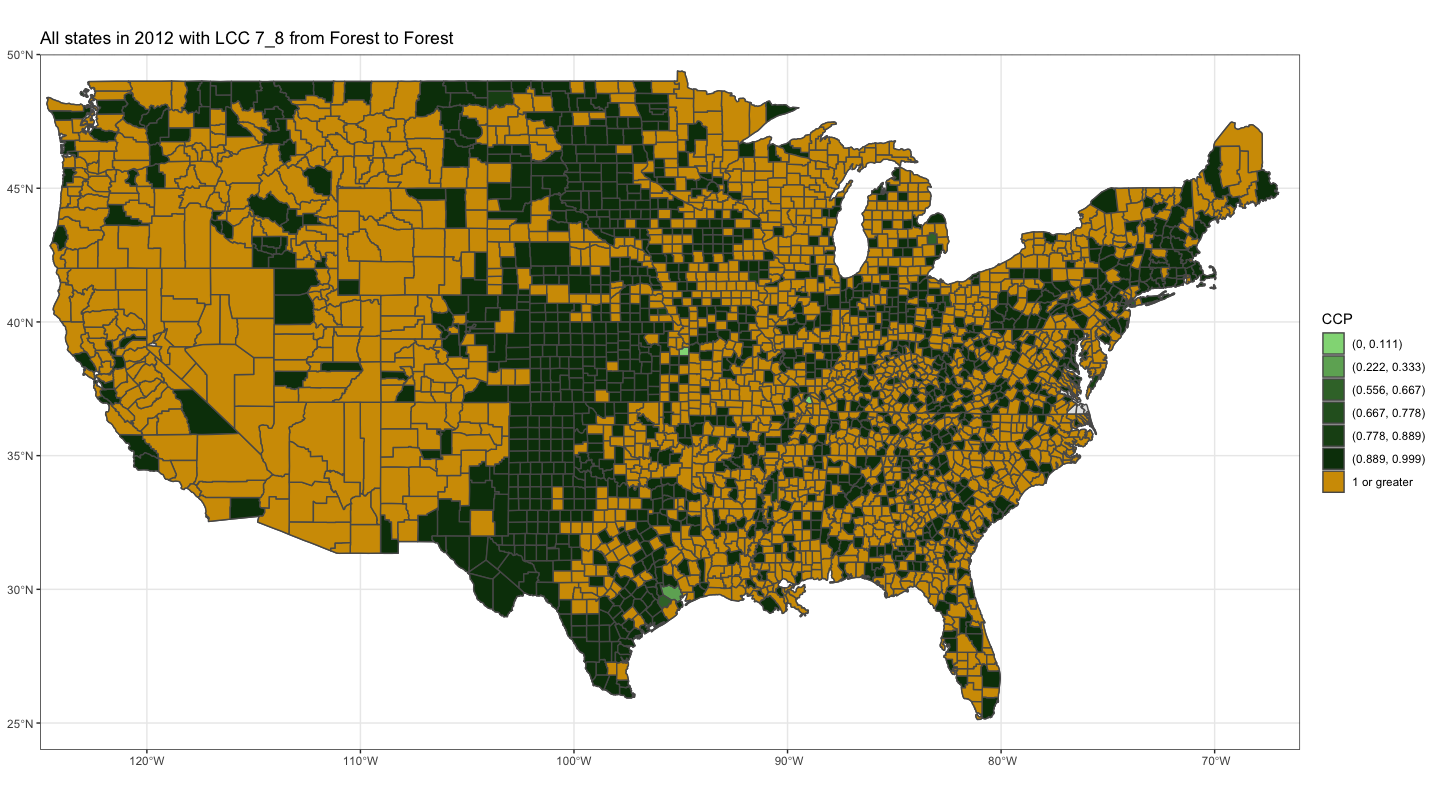 All states in 2012 with LCC 7_8 from Forest to Forest
50°N
45°N
40°N
35°N
30°N
25°N
120°W
110°W
100°W
90°W
80°W
70°W
CCP
(0, 0.111)
(0.222, 0.333)
(0.556, 0.667)
(0.667, 0.778)
(0.778, 0.889)
(0.889, 0.999)
1 or greater